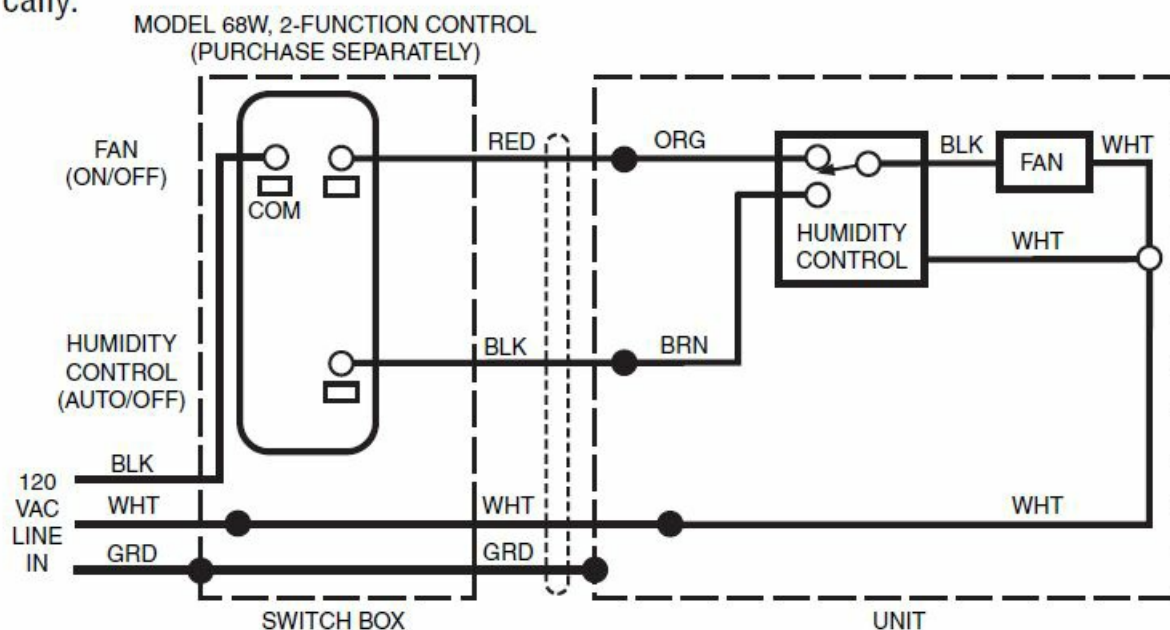 cally.
MODEL 68W, 2-FUNCTION CONTROL
(PURCHASE SEPARATELY)
FAN
(ON/OFF)
COM
RED
ORG
BLK
FAN
WHT
HUMIDITY
CONTROL
WHT
HUMIDITY
CONTROL
(AUTO/OFF)
BLK
BRN
120
VAC
LINE
IN
BLK
WHT
WHT
WHT
GRD
GRD
SWITCH BOX
UNIT